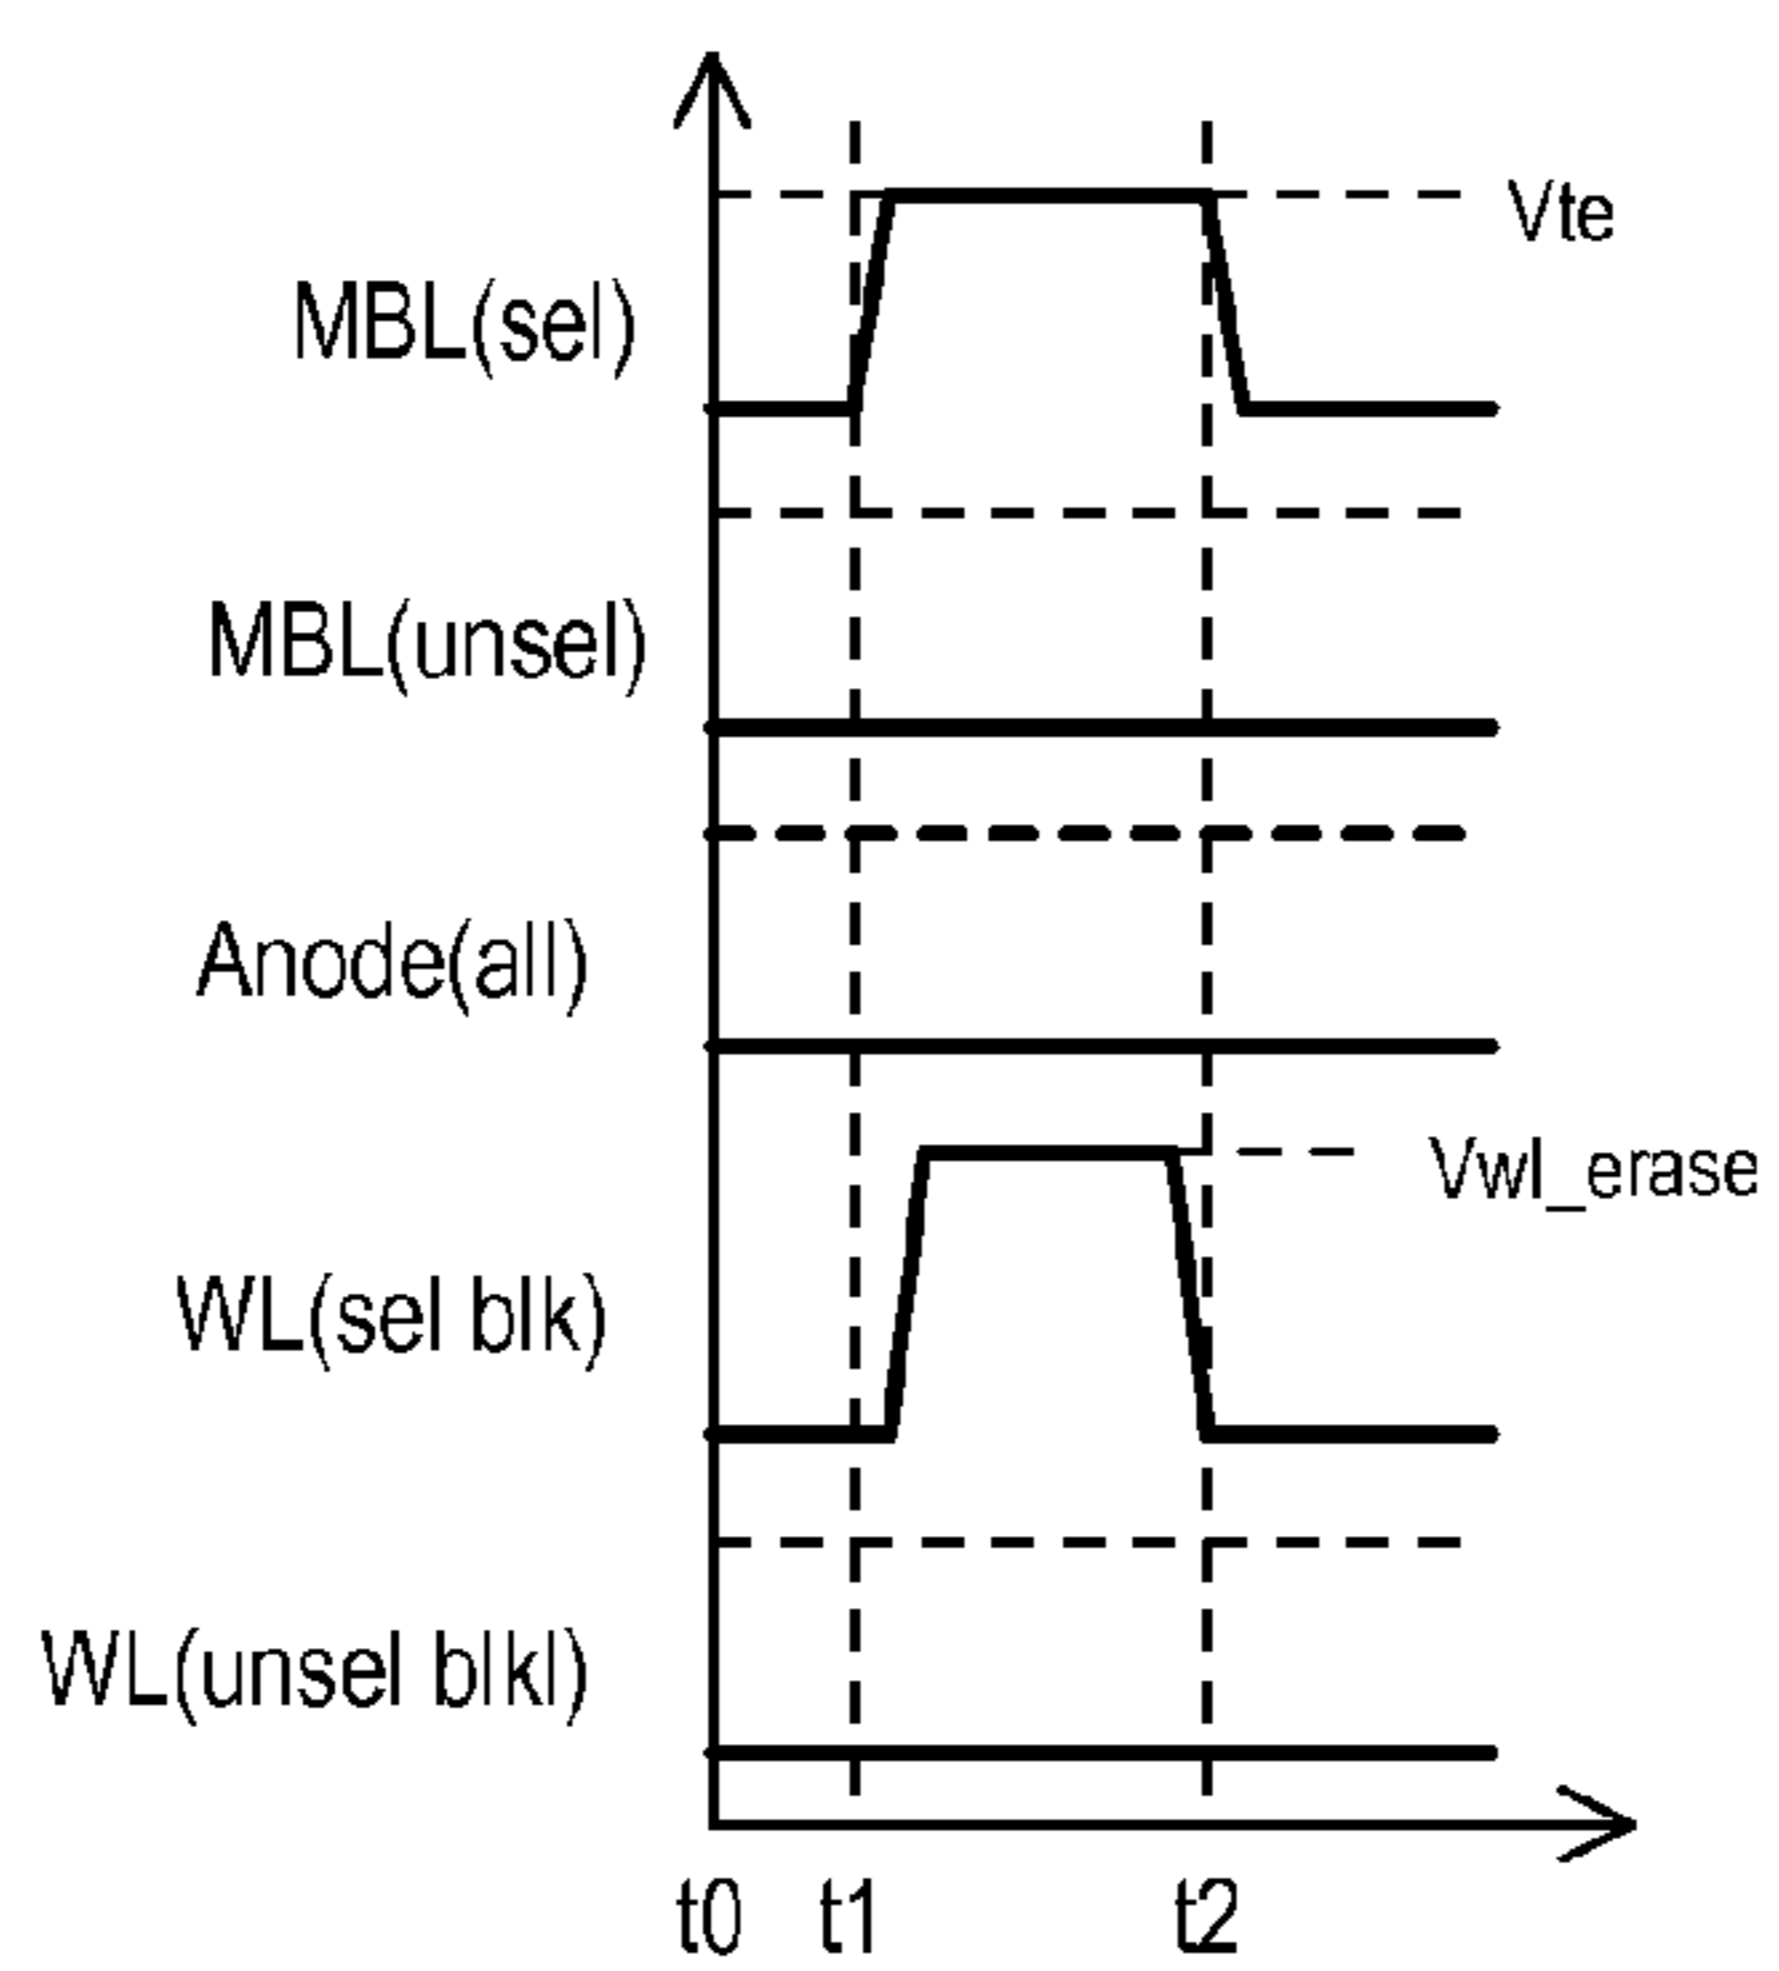 Vte
MBL(sel)
MBL(unsel)
Anode(all)
Vwl_erase
WL(sel blk)
WL(unsel blkl)
t0 t1 t2